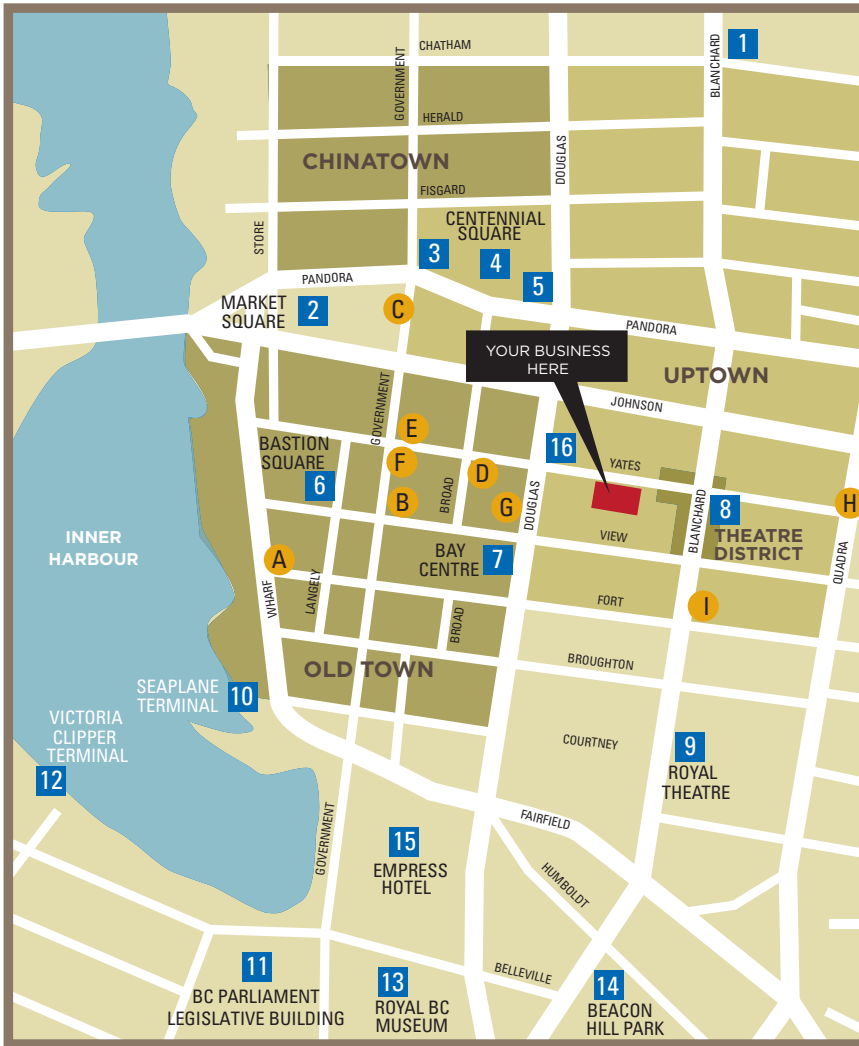 CHATHAM
1
BLANCHARD
GOVERNMENT
HERALD
CHINATOWN
DOUGLAS
FISGARD
CENTENNIAL
SQUARE
STORE
3
4
PANDORA
5
MARKET
SQUARE
2
C
PANDORA
YOUR BUSINESS
HERE
UPTOWN
JOHNSON
GOVERNMENT
E
BASTION
SQUARE
16
YATES
F
D
6
B
BROAD
G
DOUGLAS
8
H
BLANCHARD
INNER
HARBOUR
VIEW
THEATRE
DISTRICT
A
BAY
CENTRE
7
QUADRA
WHARF
LANGELY
FORT
I
BROAD
BROUGHTON
OLD TOWN
SEAPLANE
TERMINAL
10
VICTORIA
CLIPPER
TERMINAL
12
COURTNEY
9
ROYAL
THEATRE
FAIRFIELD
GOVERNMENT
15
EMPRESS
HOTEL
HUMBOLDT
11
BC PARLIAMENT
LEGISLATIVE BUILDING
13
ROYAL BC
MUSEUM
BELLEVILLE
14
BEACON
HILL PARK